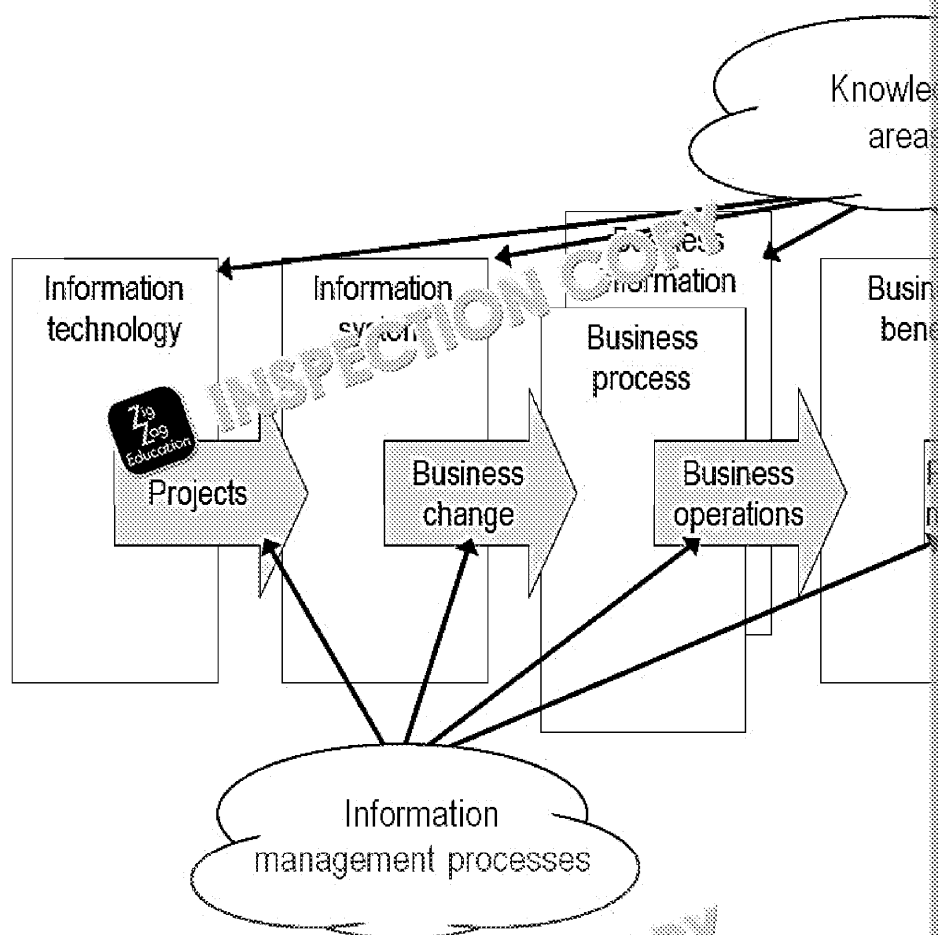 Knowle
area
Business
information
Information
technology
Information
system
Business
process
Busin
bene
INSPECTION COPY
Zig
Zag
Education
Projects
Business
change
Business
operations
Information
management processes